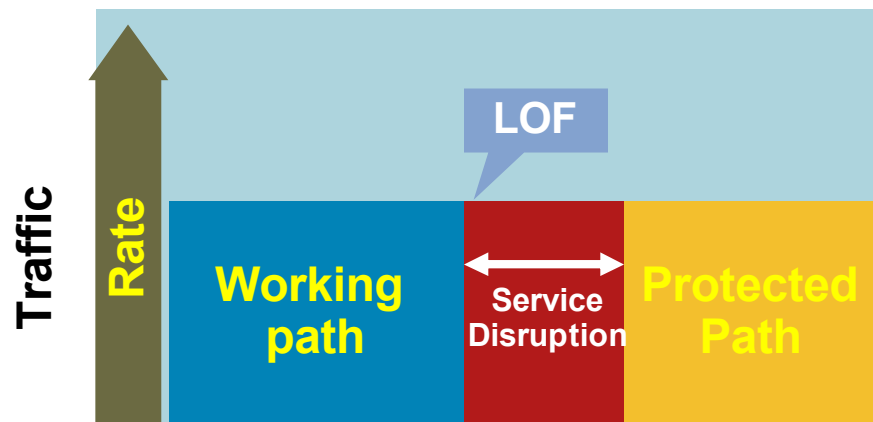 Traffic
Rate
LOF
Working
path
Service
Disruption
Protected
Path